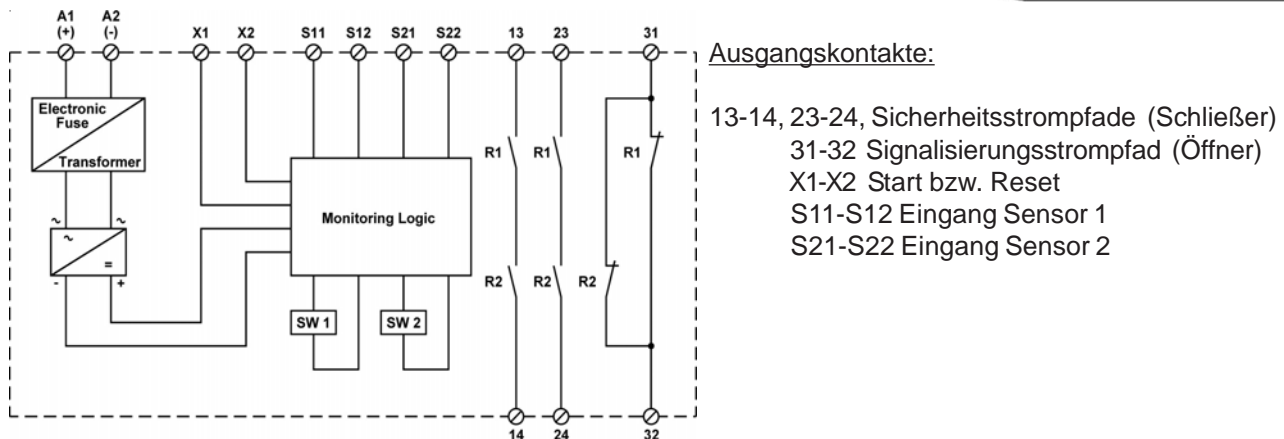 A1 A2
(+) (-) X1 X2 S11 S12 S21 S22 13 23 31
Electronic
Fuse
Transformer
~ ~
~
=
- +
Monitoring Logic
SW 1 SW 2
R1 R1 R1
R2 R2 R2
14 24 32
Ausgangskontakte:
13-14, 23-24, Sicherheitsstrompfade (Schließer)
31-32 Signalisierungsstrompfad (Öffner)
X1-X2 Start bzw. Reset
S11-S12 Eingang Sensor 1
S21-S22 Eingang Sensor 2